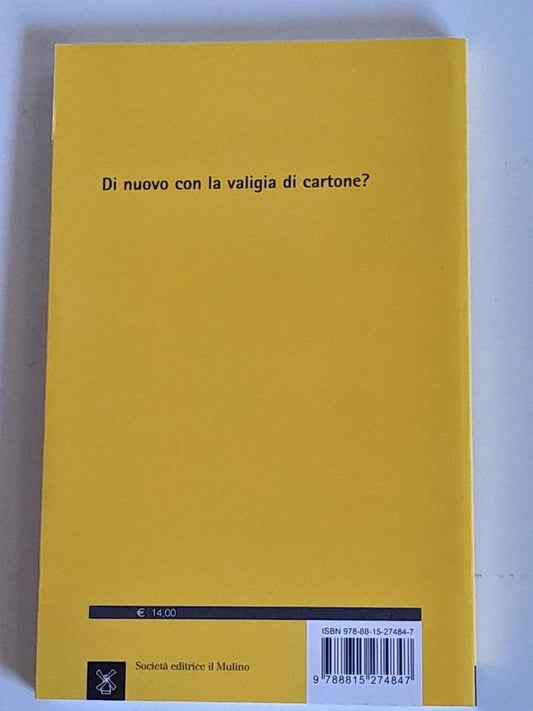 Di nuovo con la valigia di cartone?
€ 14,00
ISBN 978-88-15-27484-7
Società editrice il Mulino
9 788815 274847